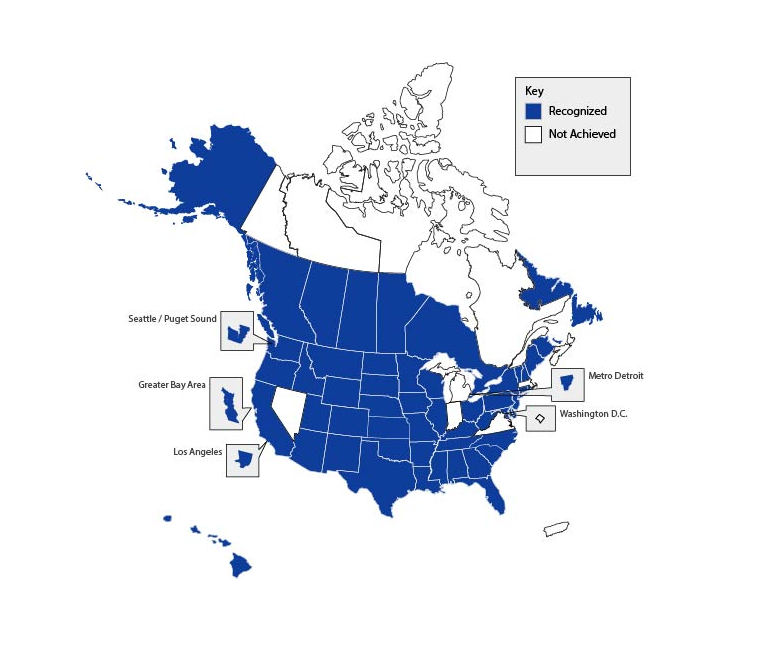 Key
Recognized
Not Achieved
Seattle / Puget Sound
Greater Bay Area
Los Angeles
Metro Detroit
Washington D.C.